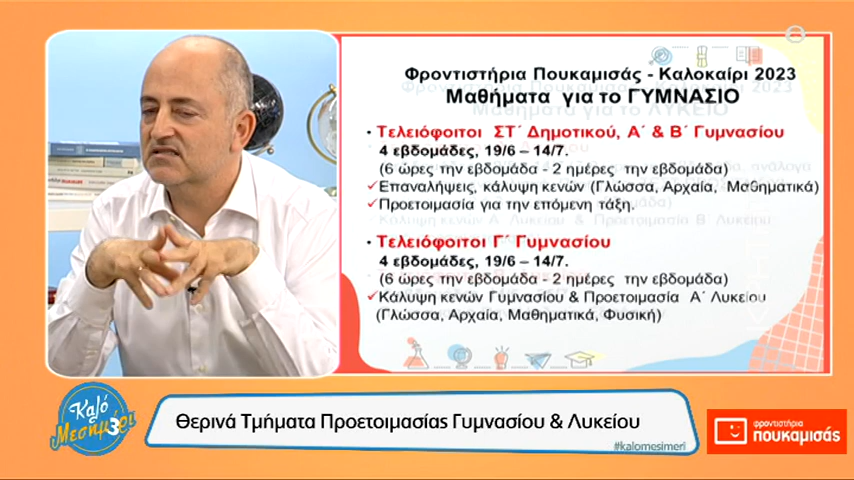 Φροντιστήρια Πουκαμισάς - Καλοκαίρι 2023
Μαθήματα για το ΓΥΜΝΑΣΙΟ
• Τελειόφοιτοι ΣΤ΄ Δημοτικού, Α΄ & Β΄ Γυμνασίου
4 εβδομάδες, 19/6 – 14/7.
(6 ώρες την εβδομάδα - 2 ημέρες την εβδομάδα)
✓Επαναλήψεις, κάλυψη κενών (Γλώσσα, Αρχαία, Μαθηματικά)
✓Προετοιμασία για την επόμενη τάξη.
• Τελειόφοιτοι Γ΄ Γυμνασίου
4 εβδομάδες, 19/6 – 14/7.
(6 ώρες την εβδομάδα - 2 ημέρες την εβδομάδα)
✓Κάλυψη κενών Γυμνασίου & Προετοιμασία Α΄ Λυκείου
(Γλώσσα, Αρχαία, Μαθηματικά, Φυσική)
Καλό
Μεσημέρι
3
Θερινά Τμήματα Προετοιμασίας Γυμνασίου & Λυκείου
#kalomesimeri
φροντιστήρια
πουκαμισάς